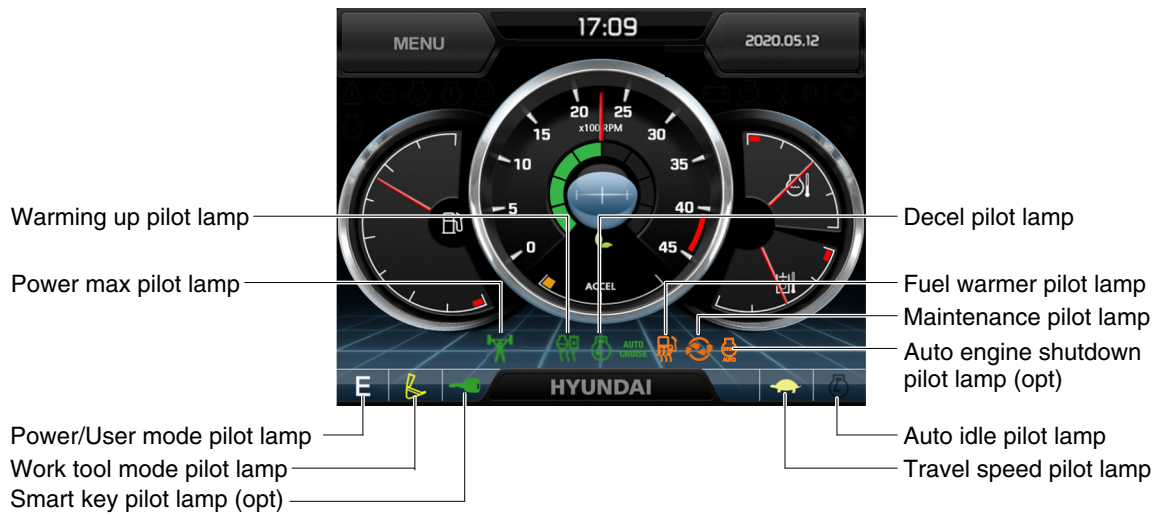 MENU
17:09
2020.05.12
20
25
x100 RPM
15
30
10
35
5
40
0
45
ACCEL
Warming up pilot lamp
Decel pilot lamp
Power max pilot lamp
Fuel warmer pilot lamp
Maintenance pilot lamp
Auto engine shutdown
pilot lamp (opt)
AUTO
CRUISE
AUTO
E
HYUNDAI
Power/User mode pilot lamp
Auto idle pilot lamp
Work tool mode pilot lamp
Travel speed pilot lamp
Smart key pilot lamp (opt)